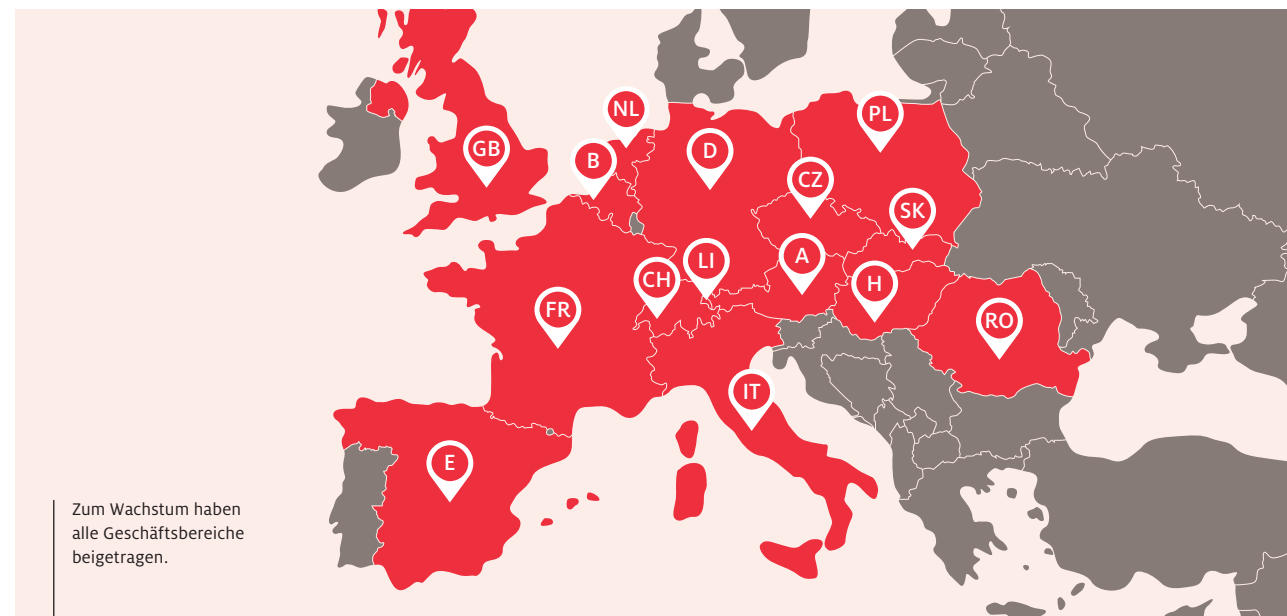 NL
PL
GB
D
B
CZ
SK
A
LI
CH
H
FR
RO
IT
E
Zum Wachstum haben
alle Geschäftsbereiche
beigetragen.